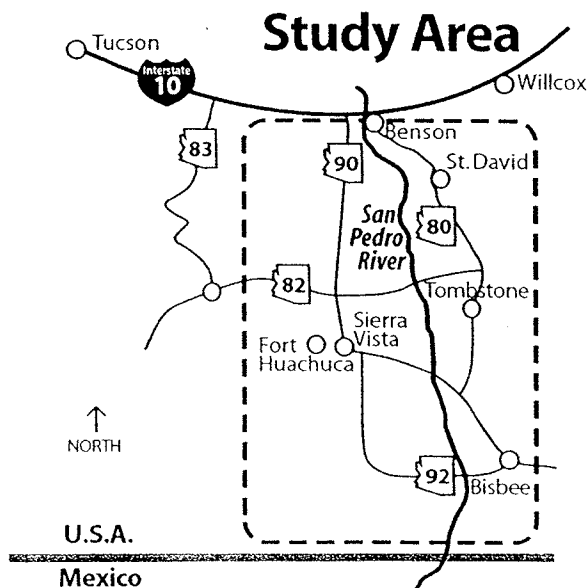 Study Area
Tucson
Interstate
10
Willcox
83
90
Benson
St. David
San
Pedro
River
80
82
Tombstone
Fort
Huachuca
Sierra
Vista
NORTH
92
Bisbee
U.S.A.
Mexico